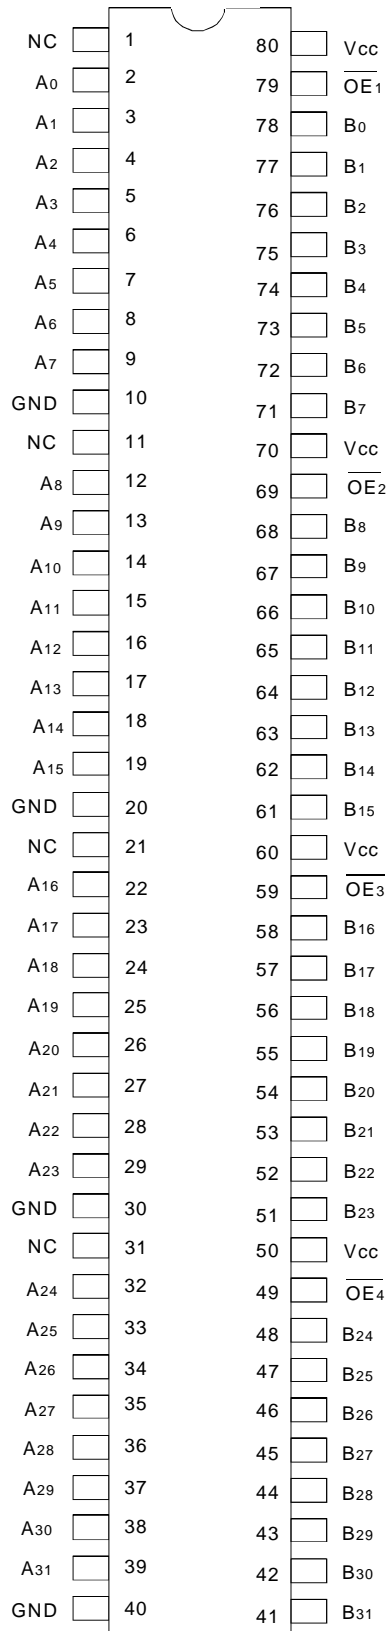 NC 1 80 Vcc
A0 2 79 OE1
A1 3 78 B0
A2 4 77 B1
A3 5 76 B2
A4 6 75 B3
A5 7 74 B4
A6 8 73 B5
A7 9 72 B6
GND 10 71 B7
NC 11 70 Vcc
A8 12 69 OE2
A9 13 68 B8
A10 14 67 B9
A11 15 66 B10
A12 16 65 B11
A13 17 64 B12
A14 18 63 B13
A15 19 62 B14
GND 20 61 B15
NC 21 60 Vcc
A16 22 59 OE3
A17 23 58 B16
A18 24 57 B17
A19 25 56 B18
A20 26 55 B19
A21 27 54 B20
A22 28 53 B21
A23 29 52 B22
GND 30 51 B23
NC 31 50 Vcc
A24 32 49 OE4
A25 33 48 B24
A26 34 47 B25
A27 35 46 B26
A28 36 45 B27
A29 37 44 B28
A30 38 43 B29
A31 39 42 B30
GND 40 41 B31